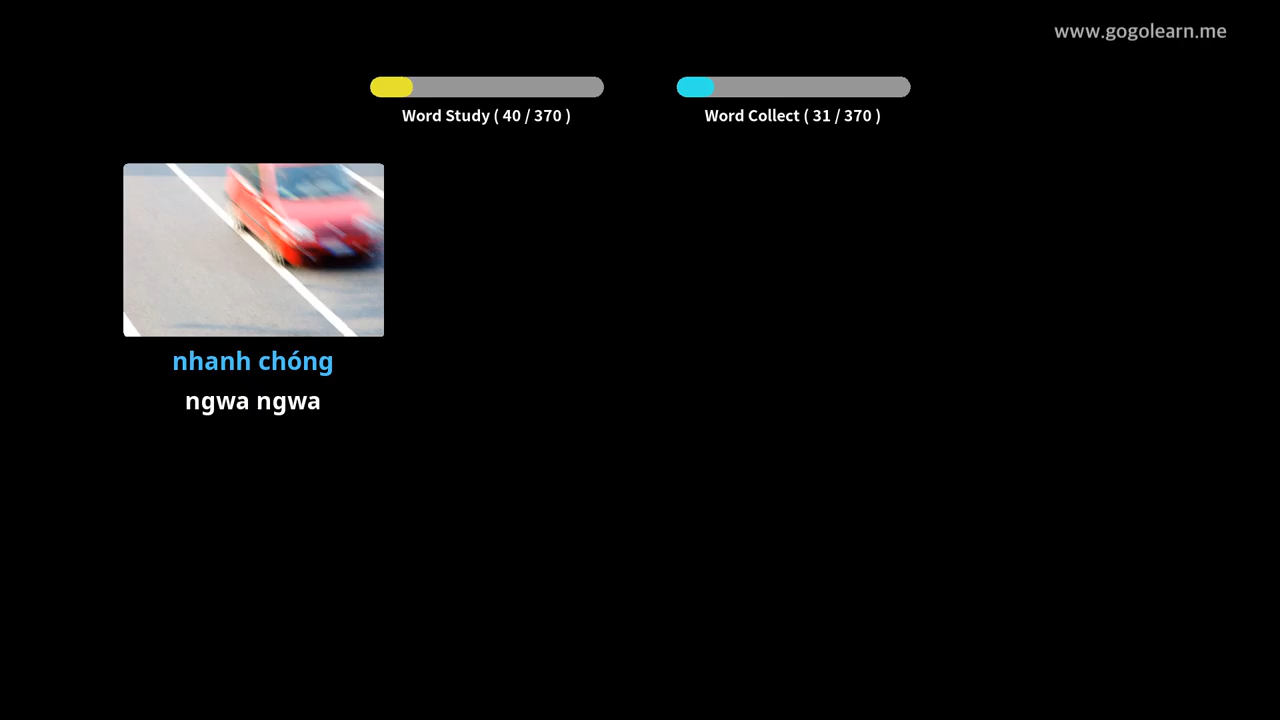 www.gogolearn.me
Word Study ( 40 / 370 )
Word Collect ( 31 / 370 )
nhanh chóng
ngwa ngwa